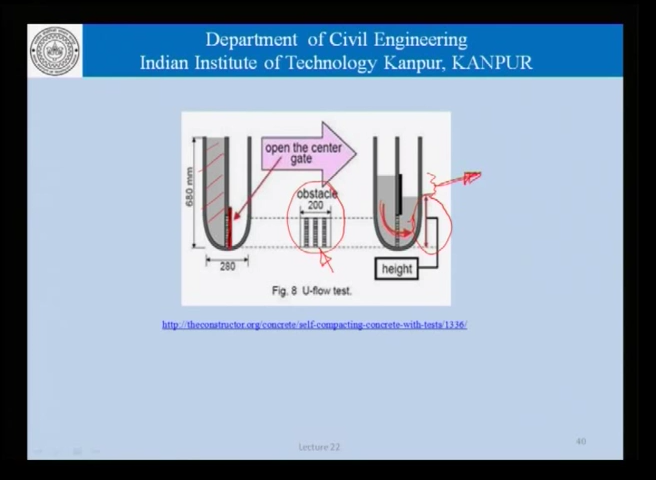 Department of Civil Engineering
Indian Institute of Technology Kanpur, KANPUR
open the center
gate
680 mm
obstacle
200
280
height
Fig. 8 U-flow test.
http://theconstructor.org/concrete/self-compacting-concrete-with-tests/1336/
Lecture 22
40